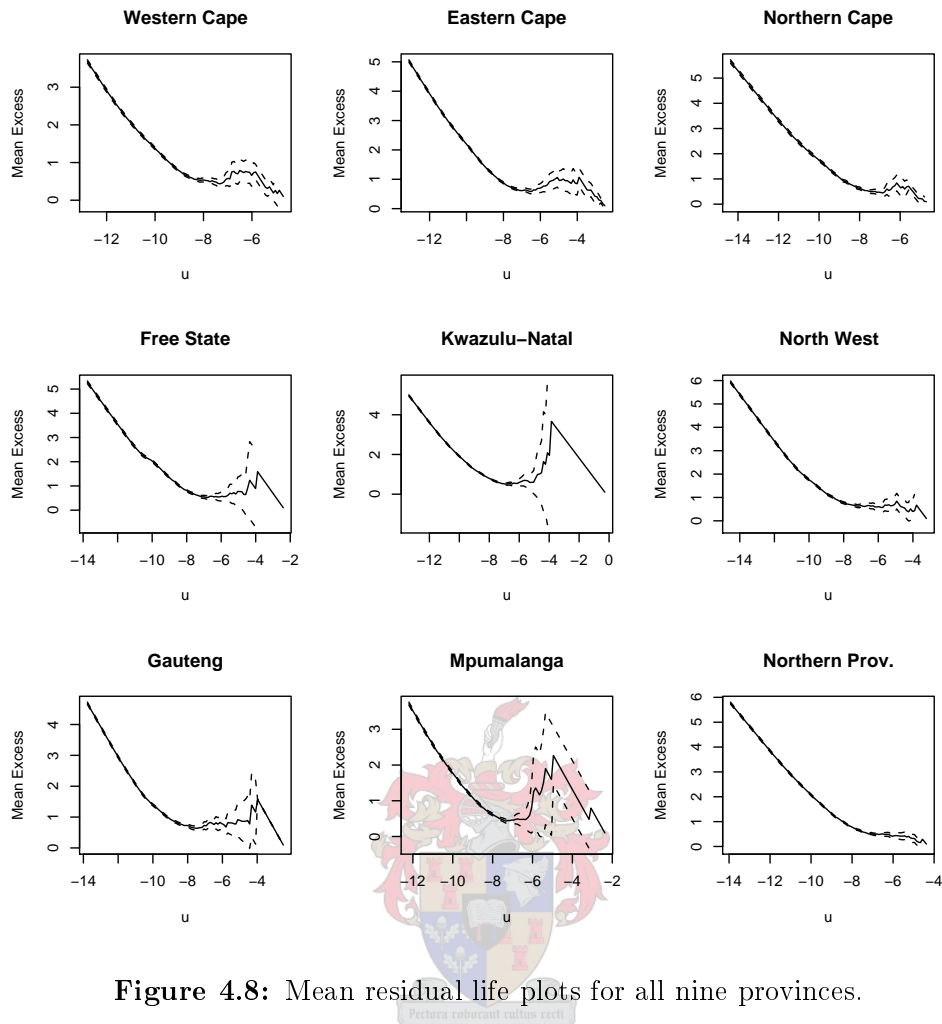 Western Cape Eastern Cape Northern Cape
Mean Excess 0 1 2 3 Mean Excess 0 1 2 3 4 5 Mean Excess 0 1 2 3 4 5
−12 −10 −8 −6 −12 −8 −6 −4 −14 −12 −10 −8 −6
u u u
Free State Kwazulu−Natal North West
Mean Excess 0 1 2 3 4 5 Mean Excess 0 2 4 Mean Excess 0 1 2 3 4 5 6
−14 −10 −8 −6 −4 −2 −12 −8 −6 −4 −2 0 −14 −10 −8 −6 −4
u u u
Gauteng Mpumalanga Northern Prov.
Mean Excess 0 1 2 3 4 Mean Excess 0 1 2 3 Mean Excess 0 1 2 3 4 5 6
−14 −10 −8 −6 −4 −12 −10 −8 −6 −4 −2 −14 −12 −10 −8 −6 −4
u u u
Figure 4.8: Mean residual life plots for all nine provinces.
Pectora roborant cultus recti